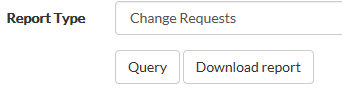 Report Type Change Requests
Query Download report